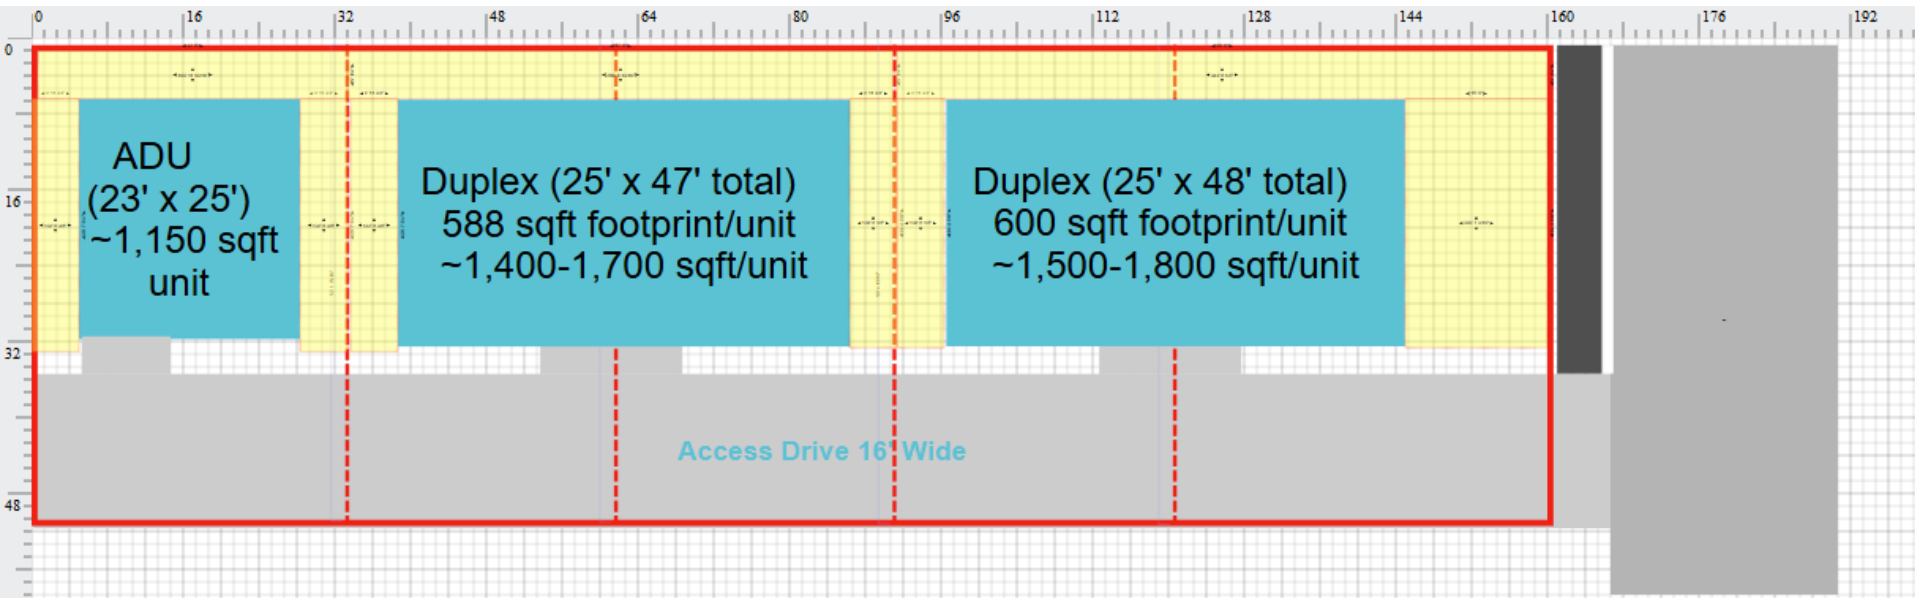 0 16 32 48 64 80 96 112 128 144 160 176 192
0
16
32
48
ADU
(23' x 25')
~1,150 sqft
unit
Duplex (25' x 47' total)
588 sqft footprint/unit
~1,400-1,700 sqft/unit
Duplex (25' x 48' total)
600 sqft footprint/unit
~1,500-1,800 sqft/unit
Access Drive 16' Wide